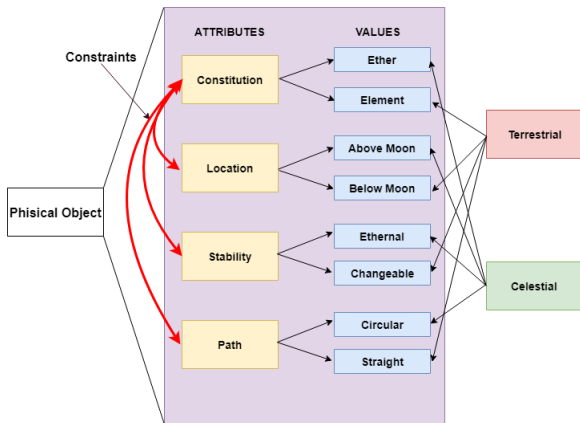 ATTRIBUTES
VALUES
Constraints
Constitution
Ether
Element
Terrestrial
Location
Above Moon
Below Moon
Phisical Object
Stability
Ethernal
Changeable
Celestial
Path
Circular
Straight